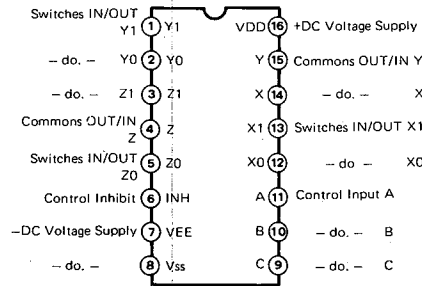 Switches IN/OUT
Y1 1 Y1 VDD 16 +DC Voltage Supply
– do. – Y0 2 Y0 Y 15 Commons OUT/IN Y
– do. – Z1 3 Z1 X 14 – do. – X
Commons OUT/IN
Z 4 Z X1 13 Switches IN/OUT X1
Switches IN/OUT
Z0 5 Z0 X0 12 – do – X0
Control Inhibit 6 INH A 11 Control Input A
–DC Voltage Supply 7 VEE B 10 – do. – B
– do. – 8 Vss C 9 – do. – C